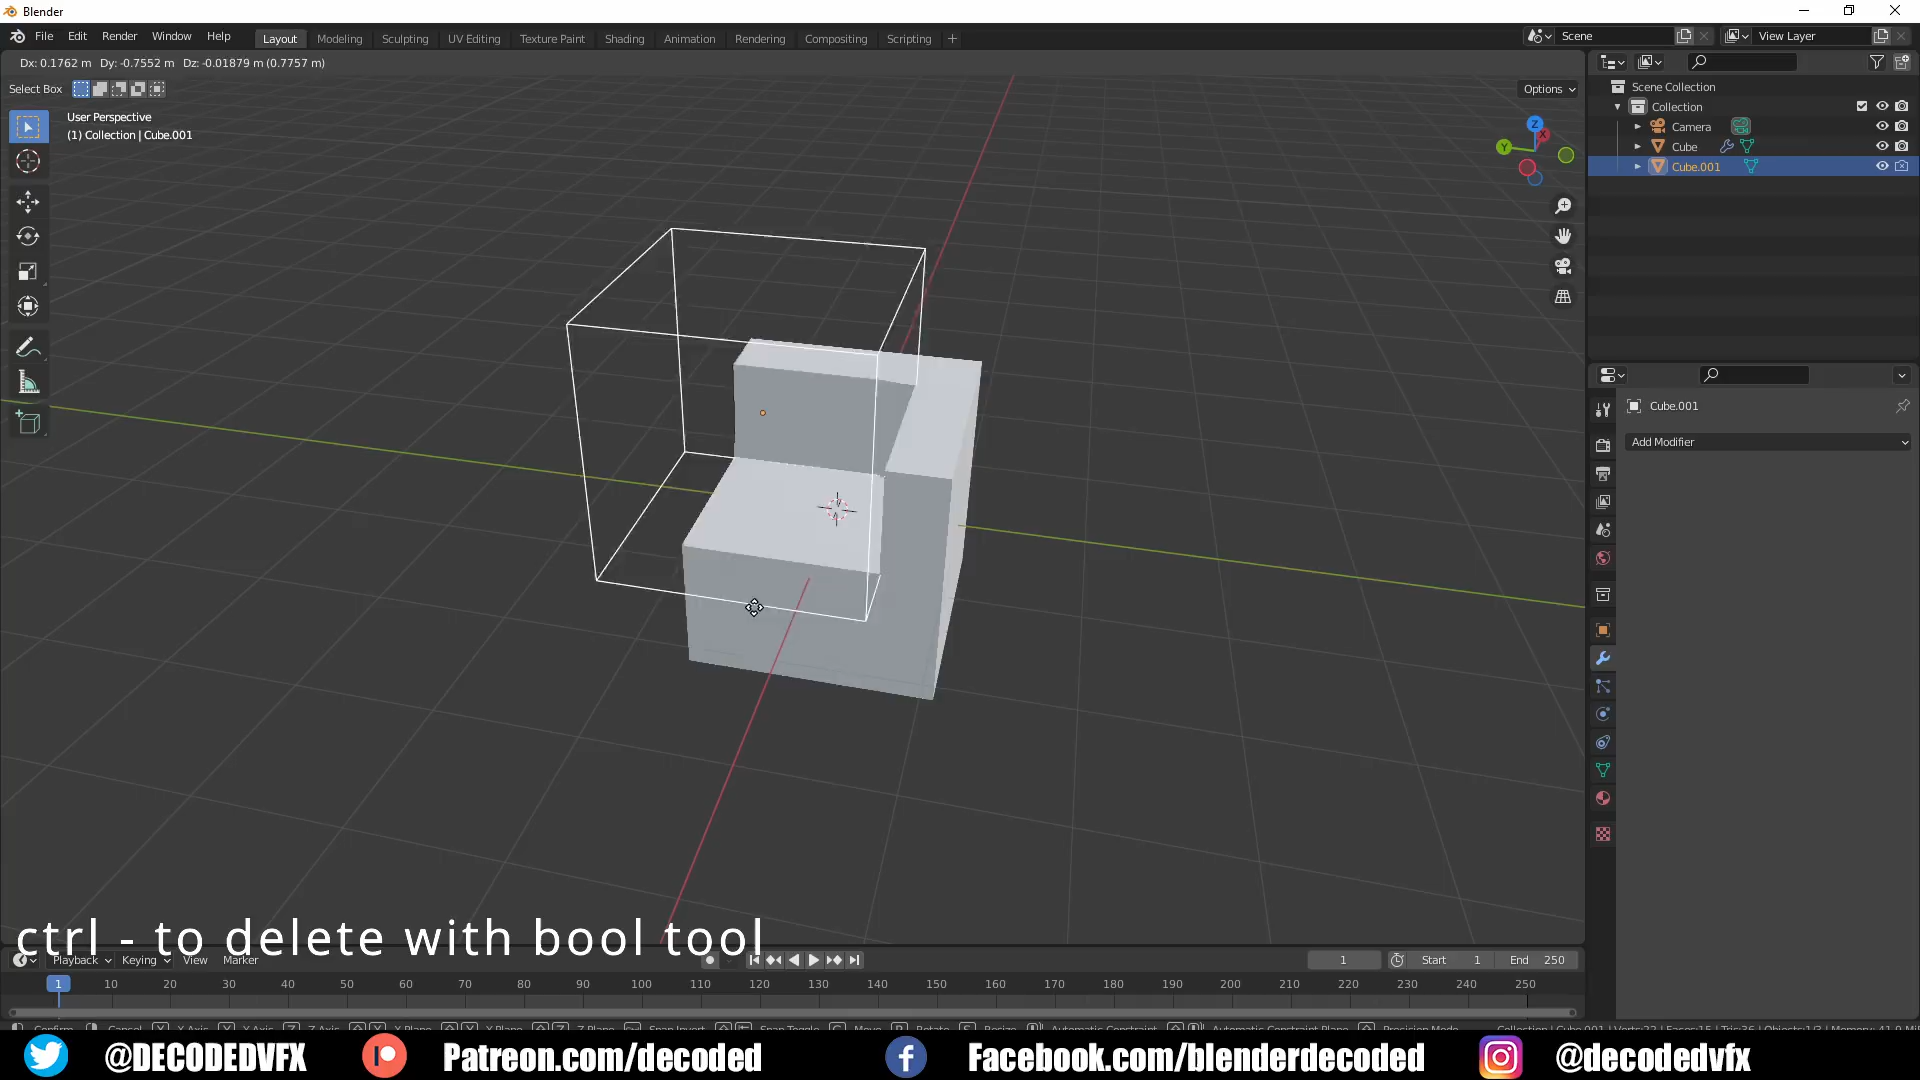 Blender
File Edit Render Window Help Layout Modeling Sculpting UV Editing Texture Paint Shading Animation Rendering Compositing Scripting Scene View Layer
Dx: 0.1762 m Dy: -0.7552 m Dz: -0.01879 m (0.7757 m)
Select Box Options
User Perspective
(1) Collection | Cube.001
Z
X
Y
Scene Collection
Collection
Camera
Cube
Cube.001
Cube.001
Add Modifier
ctrl - to delete with bool tool
Playback Keying View Marker 1 Start 1 End 250
1 10 20 30 40 50 60 70 80 90 100 110 120 130 140 150 160 170 180 190 200 210 220 230 240 250
@DECODEDVFX Patreon.com/decoded Facebook.com/blenderdecoded @decodedvfx